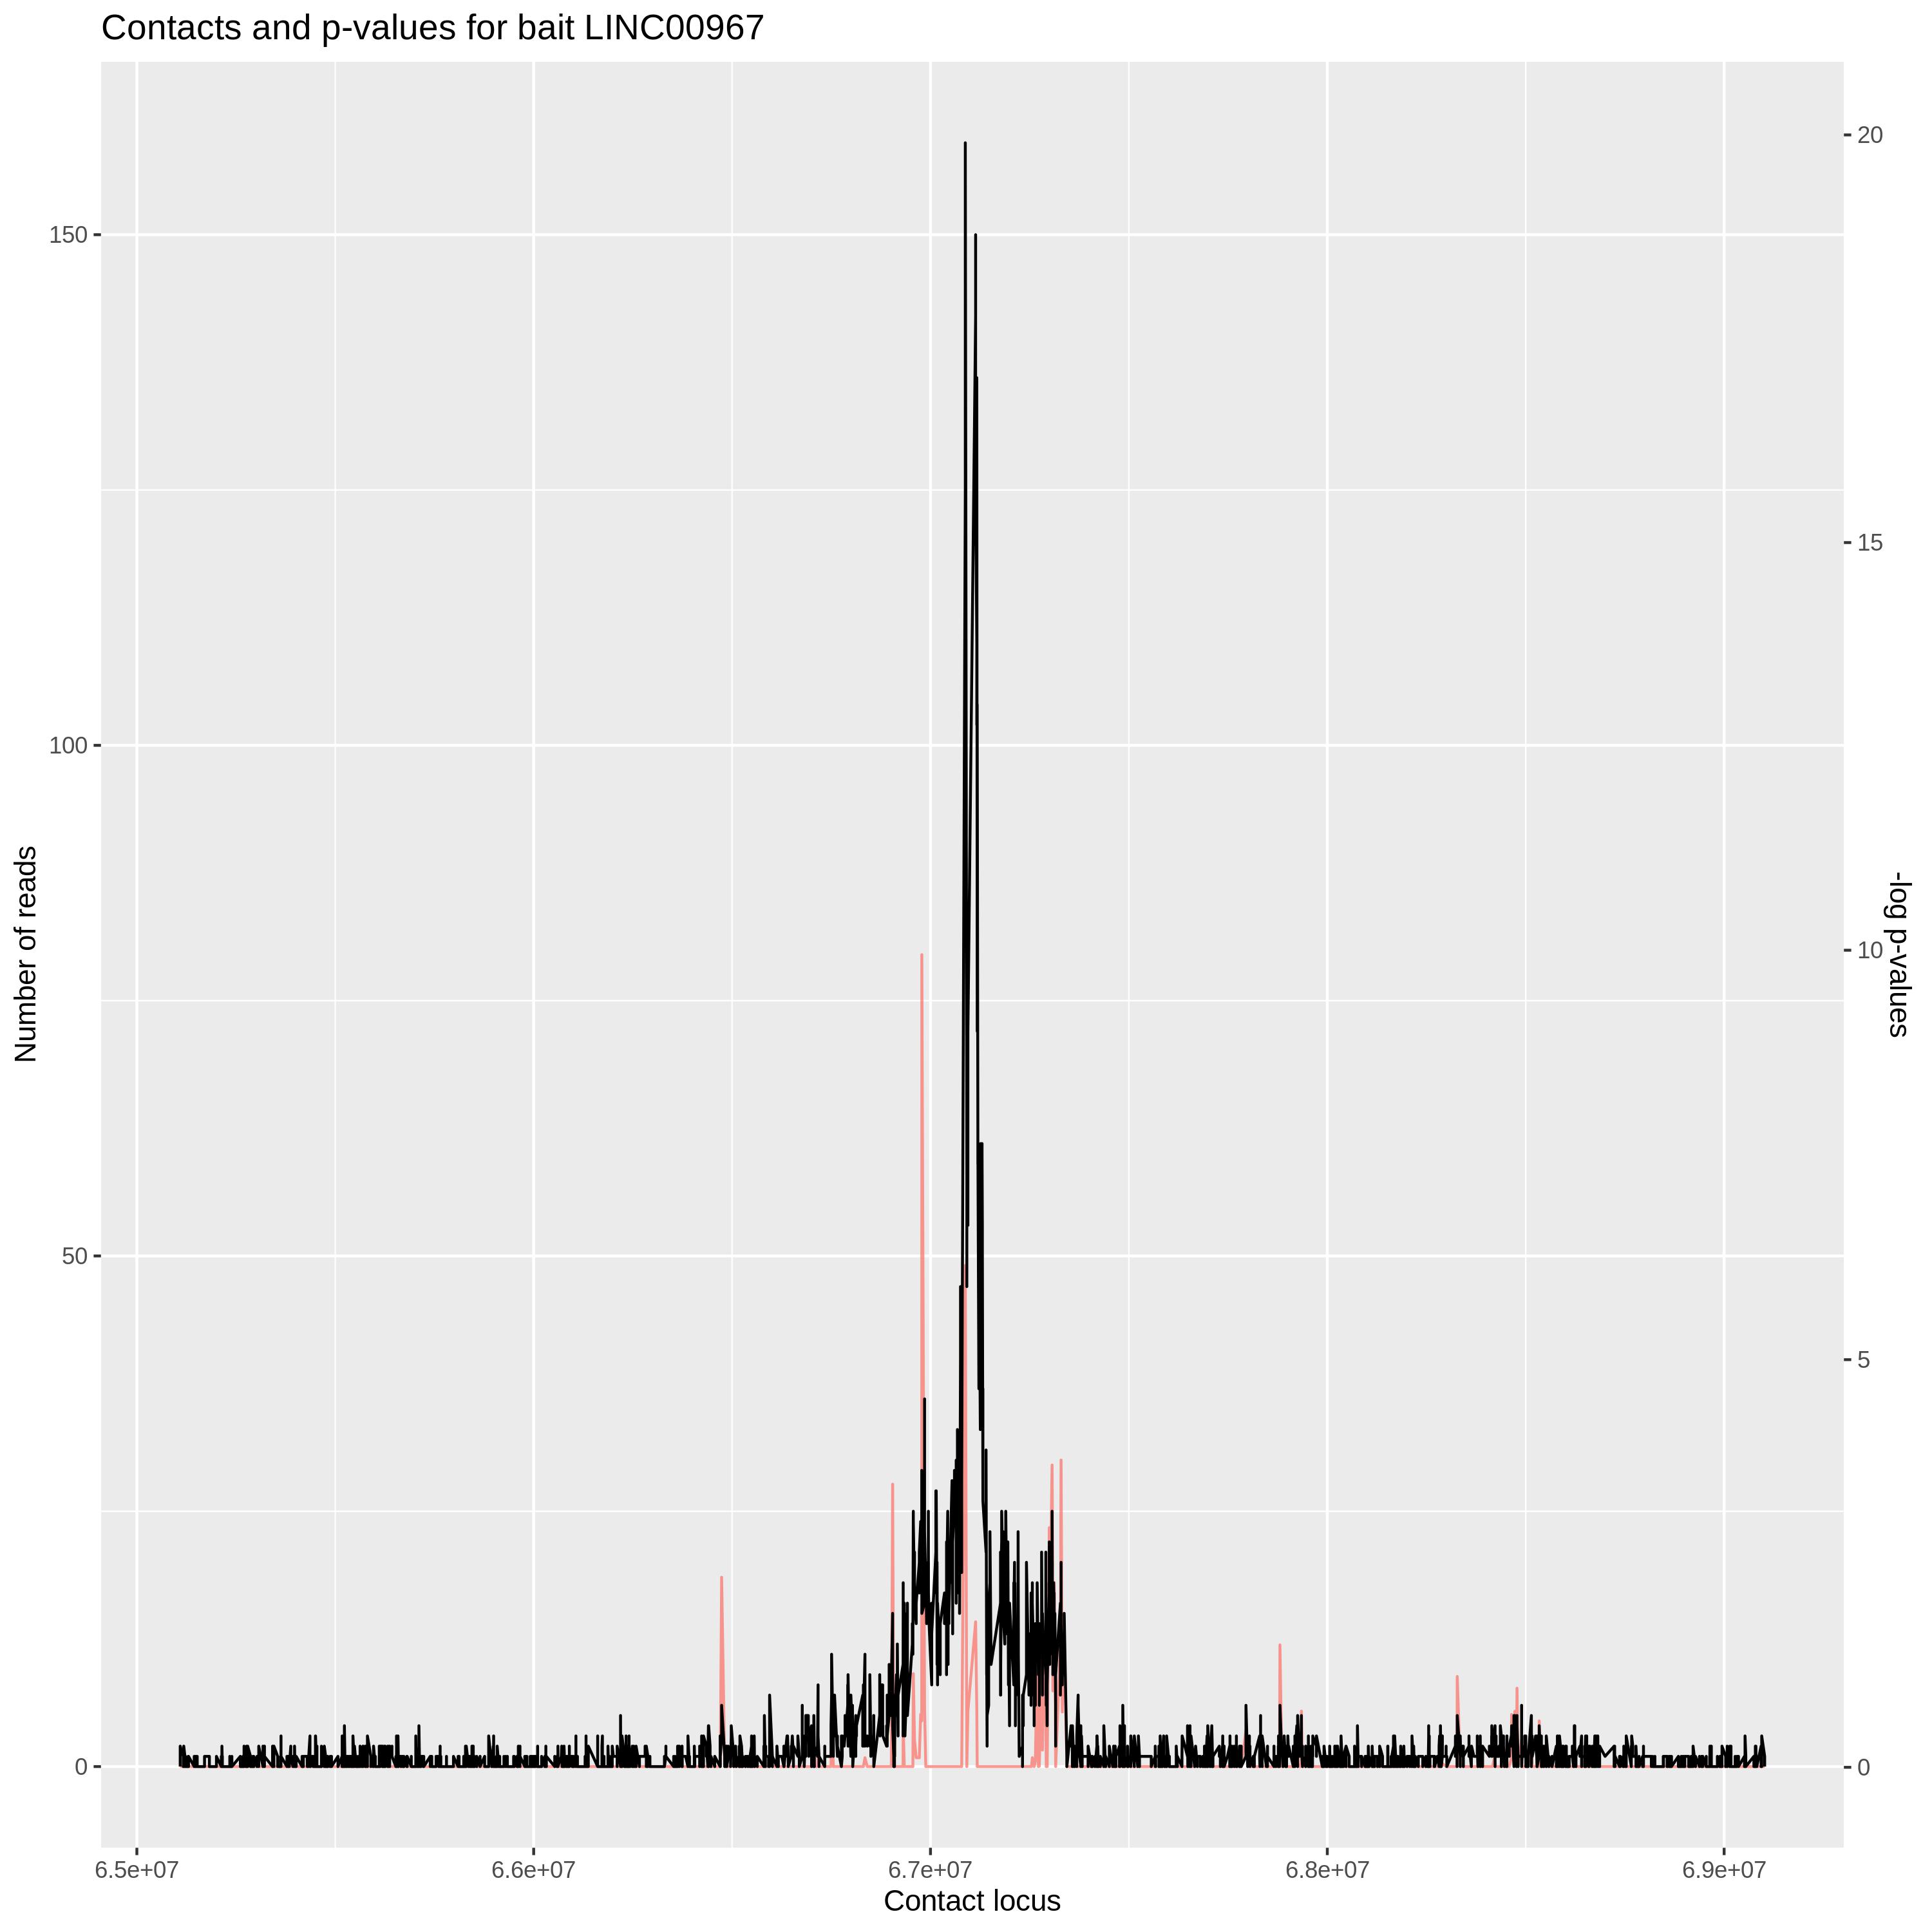 Contacts and p-values for bait LINC00967
150
100
50
0
20
15
10
5
0
Number of reads
-log p-values
6.5e+07
6.6e+07
6.7e+07
6.8e+07
6.9e+07
Contact locus